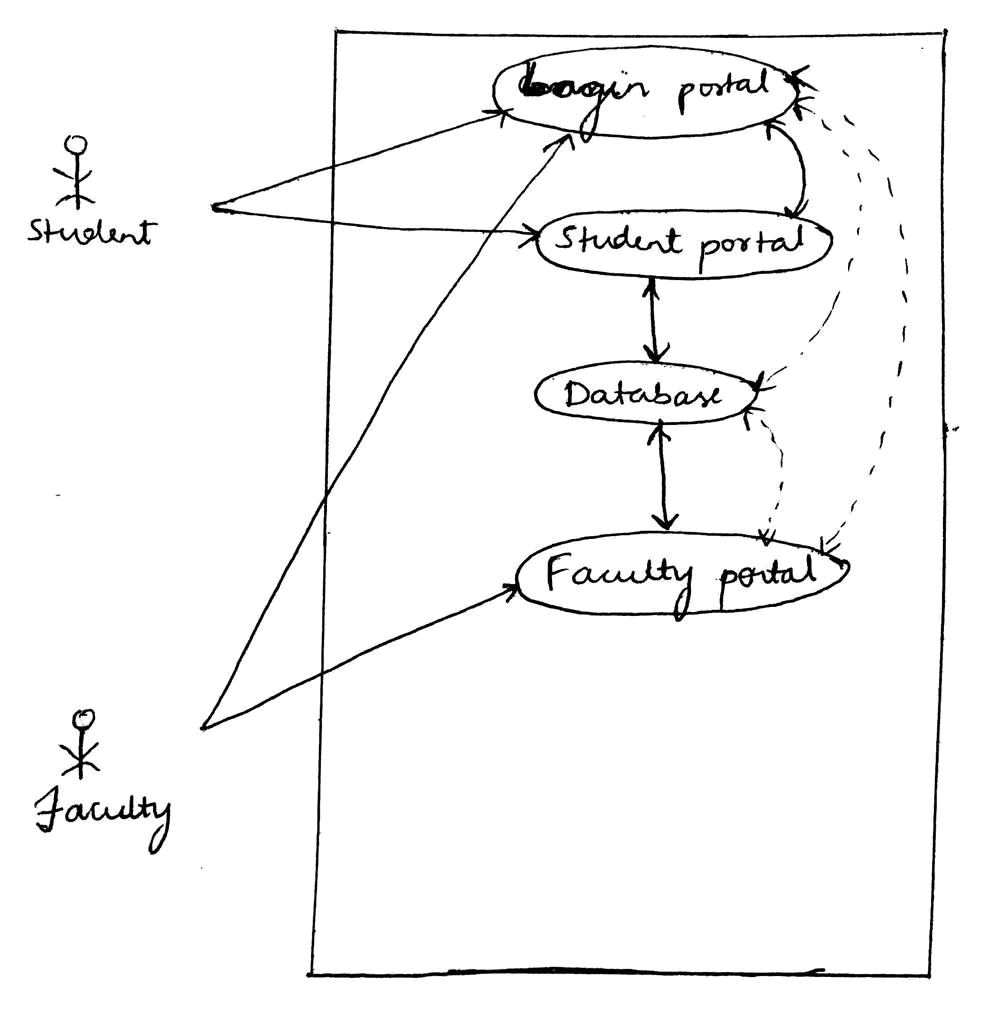 Login portal
Student
Student portal
Database
Faculty portal
Faculty